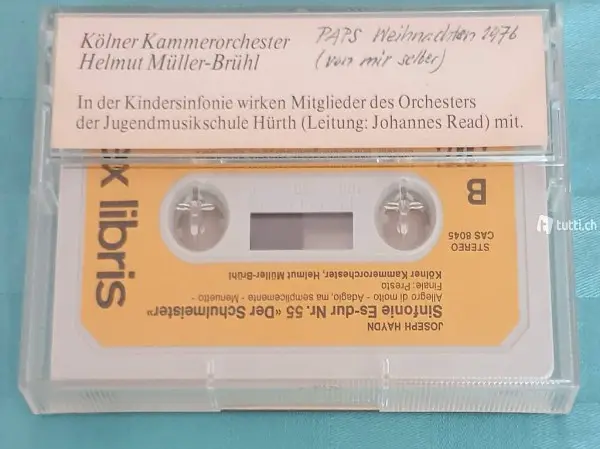 Kölner Kammerorchester
Helmut Müller-Brühl
PAPS Weihnachten 1976
(von mir selber)
In der Kindersinfonie wirken Mitglieder des Orchesters
der Jugendmusikschule Hürth (Leitung: Johannes Read) mit.
ex libris
B
STEREO
CAS 8045
tutti.ch
JOSEPH HAYDN
Sinfonie Es-dur Nr. 55 «Der Schulmeister»
Allegro di molto - Adagio, ma semplicemente - Menuetto -
Finale: Presto
Kölner Kammerorchester, Helmut Müller-Brühl